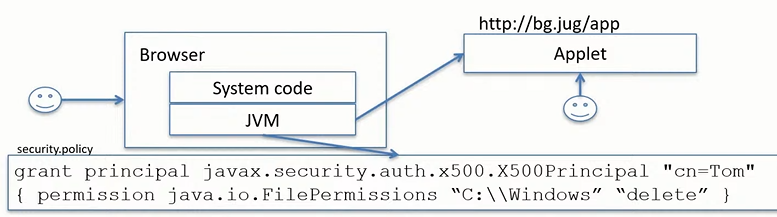 http://bg.jug/app
Browser
Applet
System code
JVM
security.policy
grant principal javax.security.auth.x500.X500Principal "cn=Tom"
{ permission java.io.FilePermissions “C:\\Windows” “delete” }